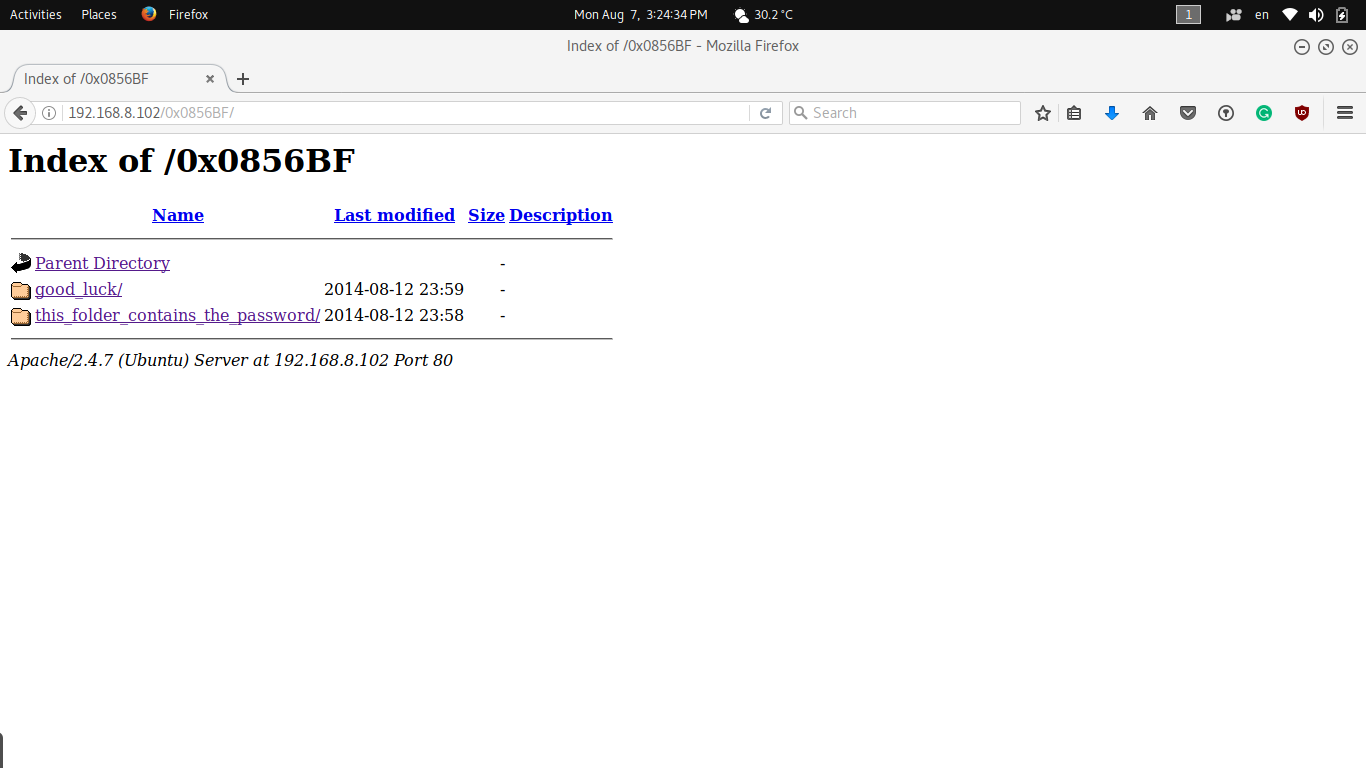 Activities Places Firefox Mon Aug 7, 3:24:34 PM 30.2 °C 1 en
Index of /0x0856BF - Mozilla Firefox
Index of /0x0856BF
192.168.8.102/0x0856BF/ Search
Index of /0x0856BF
Name Last modified Size Description
Parent Directory -
good_luck/ 2014-08-12 23:59 -
this_folder_contains_the_password/ 2014-08-12 23:58 -
Apache/2.4.7 (Ubuntu) Server at 192.168.8.102 Port 80